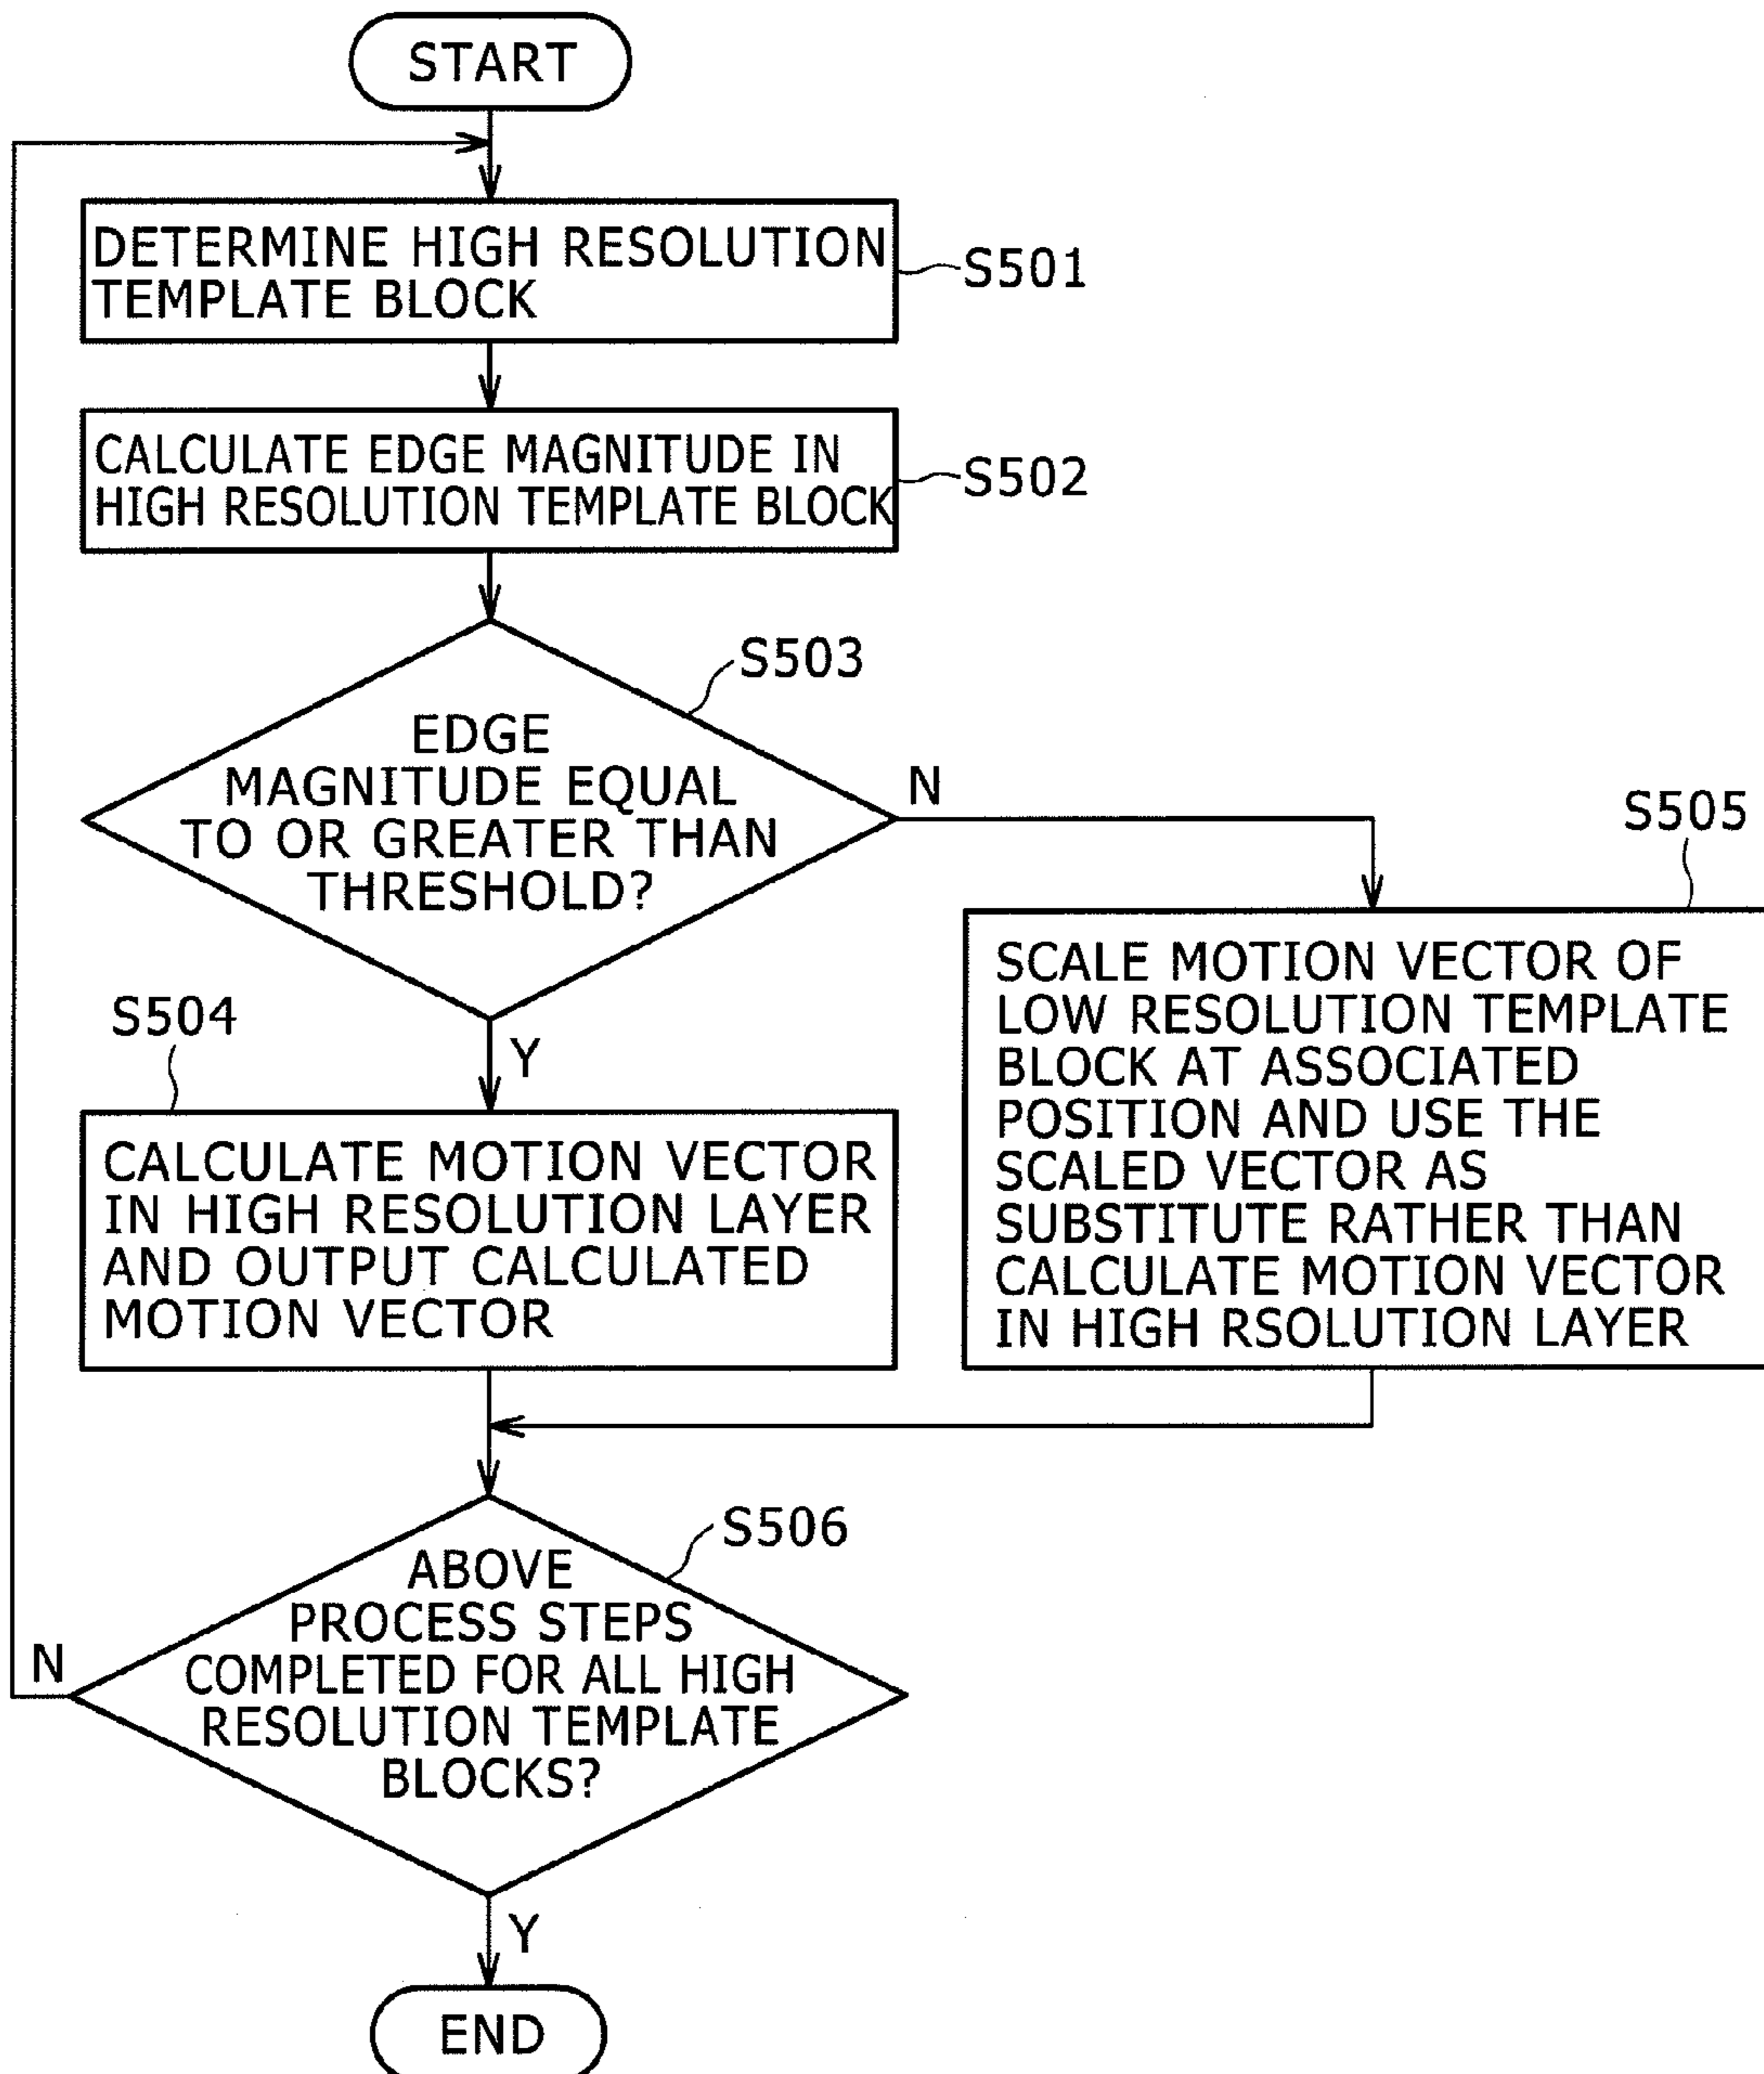 START
DETERMINE HIGH RESOLUTION
TEMPLATE BLOCK
S501
CALCULATE EDGE MAGNITUDE IN
HIGH RESOLUTION TEMPLATE BLOCK
S502
S503
EDGE
MAGNITUDE EQUAL
TO OR GREATER THAN
THRESHOLD?
N
Y
S504
CALCULATE MOTION VECTOR
IN HIGH RESOLUTION LAYER
AND OUTPUT CALCULATED
MOTION VECTOR
S505
SCALE MOTION VECTOR OF
LOW RESOLUTION TEMPLATE
BLOCK AT ASSOCIATED
POSITION AND USE THE
SCALED VECTOR AS
SUBSTITUTE RATHER THAN
CALCULATE MOTION VECTOR
IN HIGH RSOLUTION LAYER
S506
ABOVE
PROCESS STEPS
COMPLETED FOR ALL HIGH
RESOLUTION TEMPLATE
BLOCKS?
N
Y
END